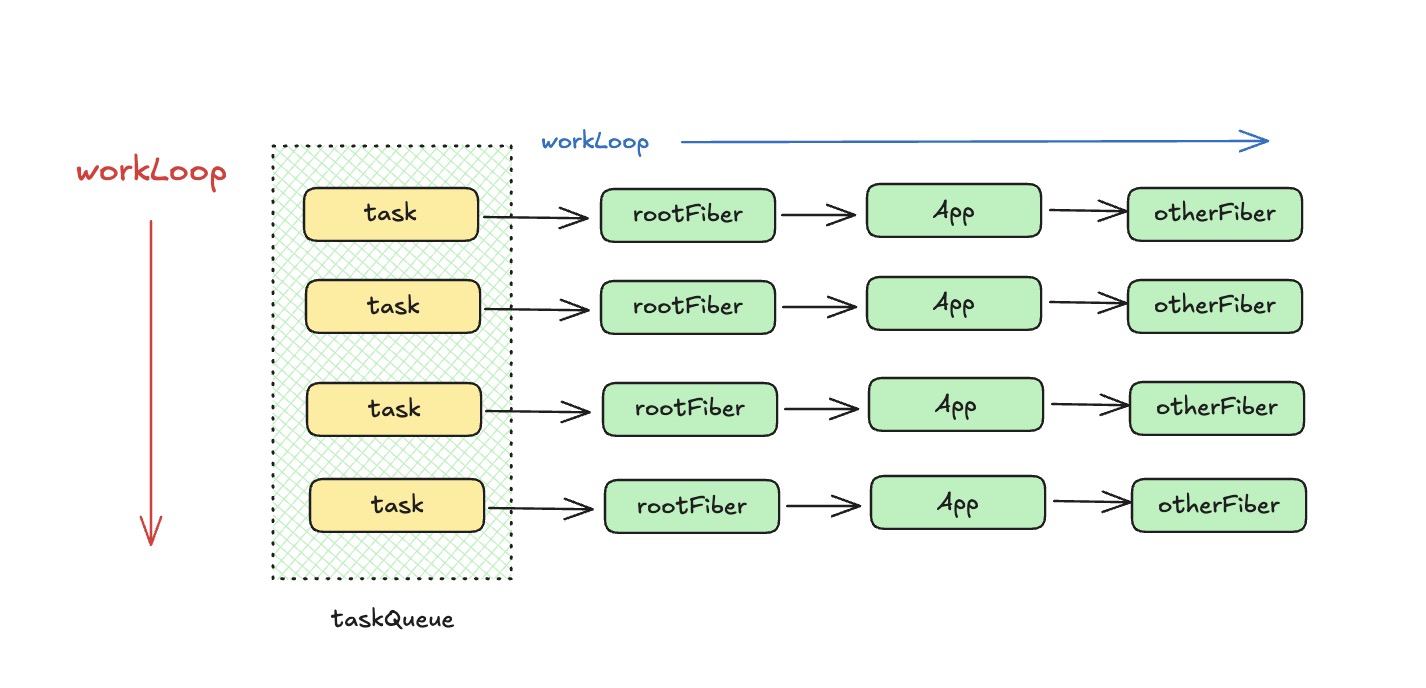 workLoop
workLoop
task
rootFiber
App
otherFiber
task
rootFiber
App
otherFiber
task
rootFiber
App
otherFiber
task
rootFiber
App
otherFiber
taskQueue